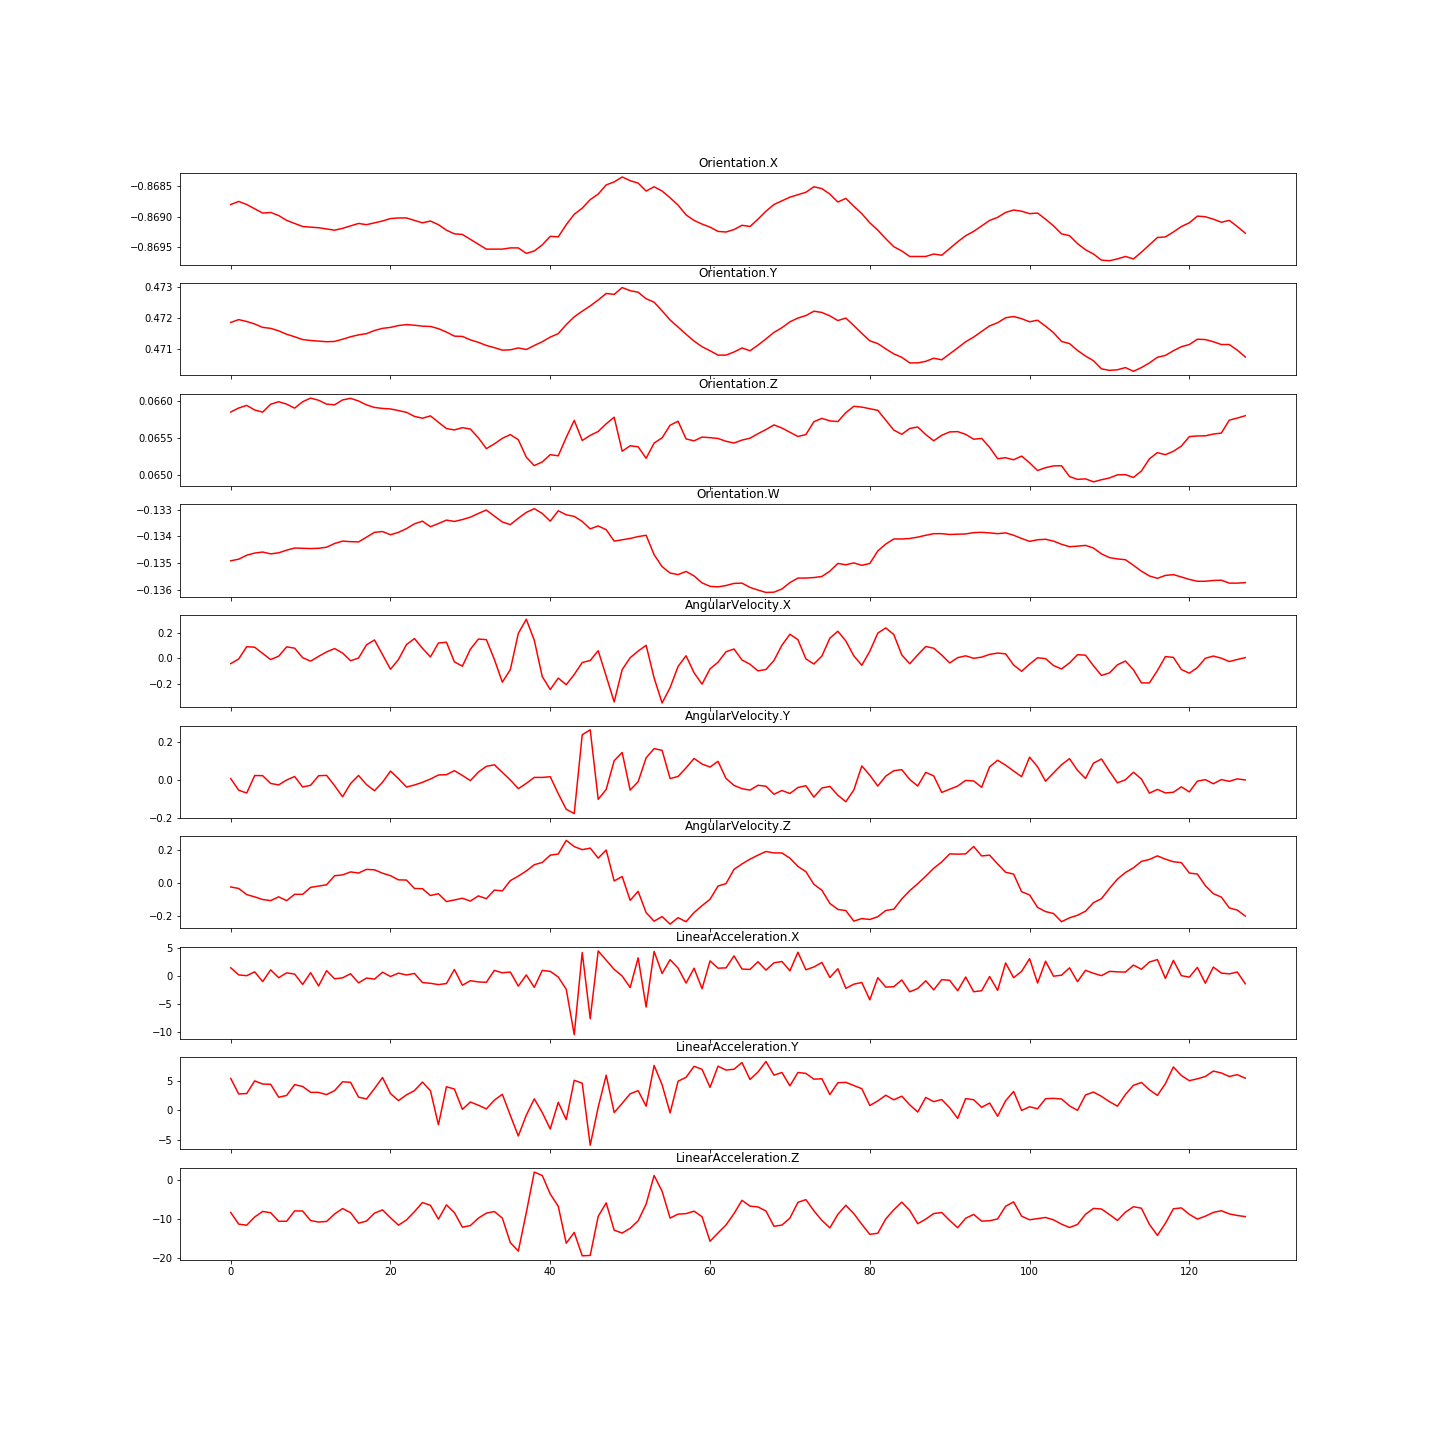 Orientation.X
−0.8685
−0.8690
−0.8695
Orientation.Y
0.473
0.472
0.471
Orientation.Z
0.0660
0.0655
0.0650
Orientation.W
−0.133
−0.134
−0.135
−0.136
AngularVelocity.X
0.2
0.0
−0.2
AngularVelocity.Y
0.2
0.0
−0.2
AngularVelocity.Z
0.2
0.0
−0.2
LinearAcceleration.X
5
0
−5
−10
LinearAcceleration.Y
5
0
−5
LinearAcceleration.Z
0
−10
−20
0 20 40 60 80 100 120